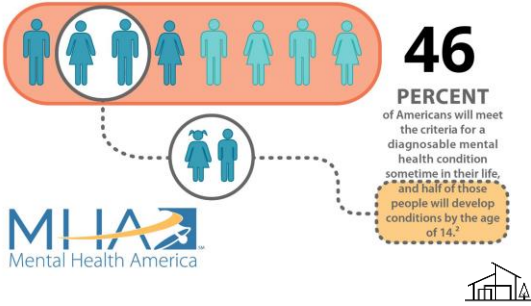 46
PERCENT
of Americans will meet
the criteria for a
diagnosable mental
health condition
sometime in their life,
and half of those
people will develop
conditions by the age
of 14.²
MHA
Mental Health America